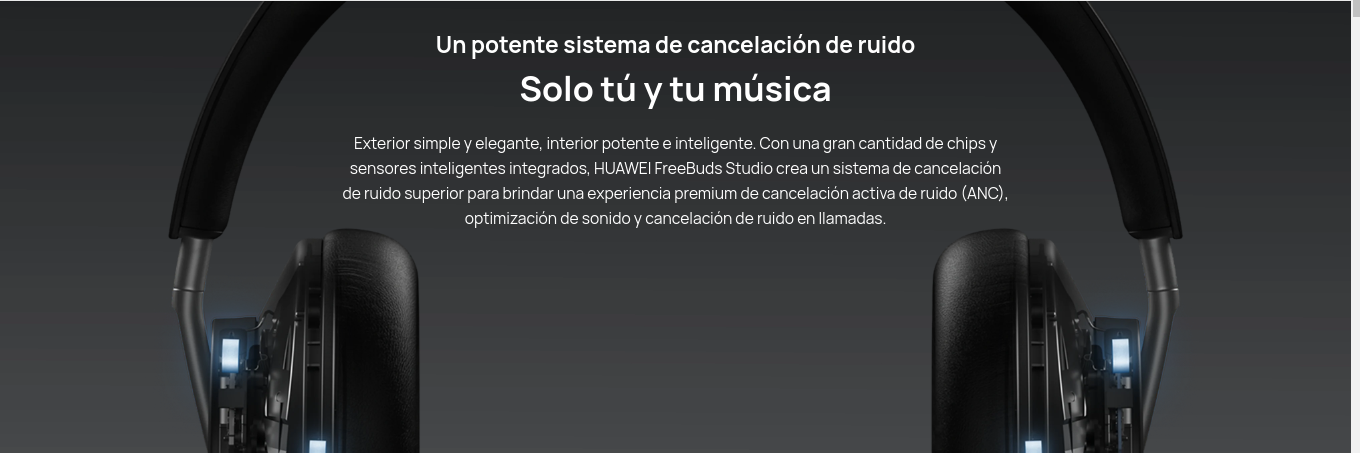 Un potente sistema de cancelación de ruido
Solo tú y tu música
Exterior simple y elegante, interior potente e inteligente. Con una gran cantidad de chips y
sensores inteligentes integrados, HUAWEI FreeBuds Studio crea un sistema de cancelación
de ruido superior para brindar una experiencia premium de cancelación activa de ruido (ANC),
optimización de sonido y cancelación de ruido en llamadas.